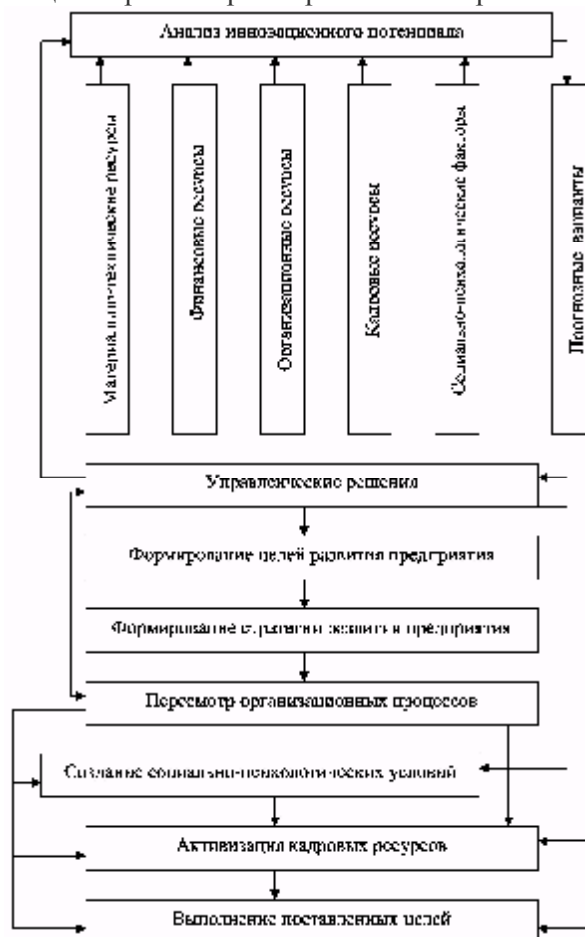 Анализ инновационного потенциала
Материально-технические ресурсы
Финансовые ресурсы
Организационные ресурсы
Кадровые ресурсы
Социально-психологические факторы
Прогнозные варианты
Управленческие решения
Формирование целей развития предприятия
Формирование стратегии развития предприятия
Пересмотр организационных процессов
Создание социально-психологических условий
Активизация кадровых ресурсов
Выполнение поставленных целей